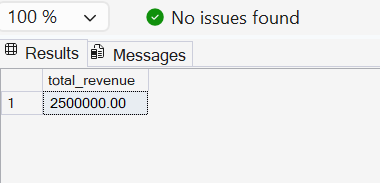 100 %
No issues found
Results
Messages
total_revenue
1
2500000.00